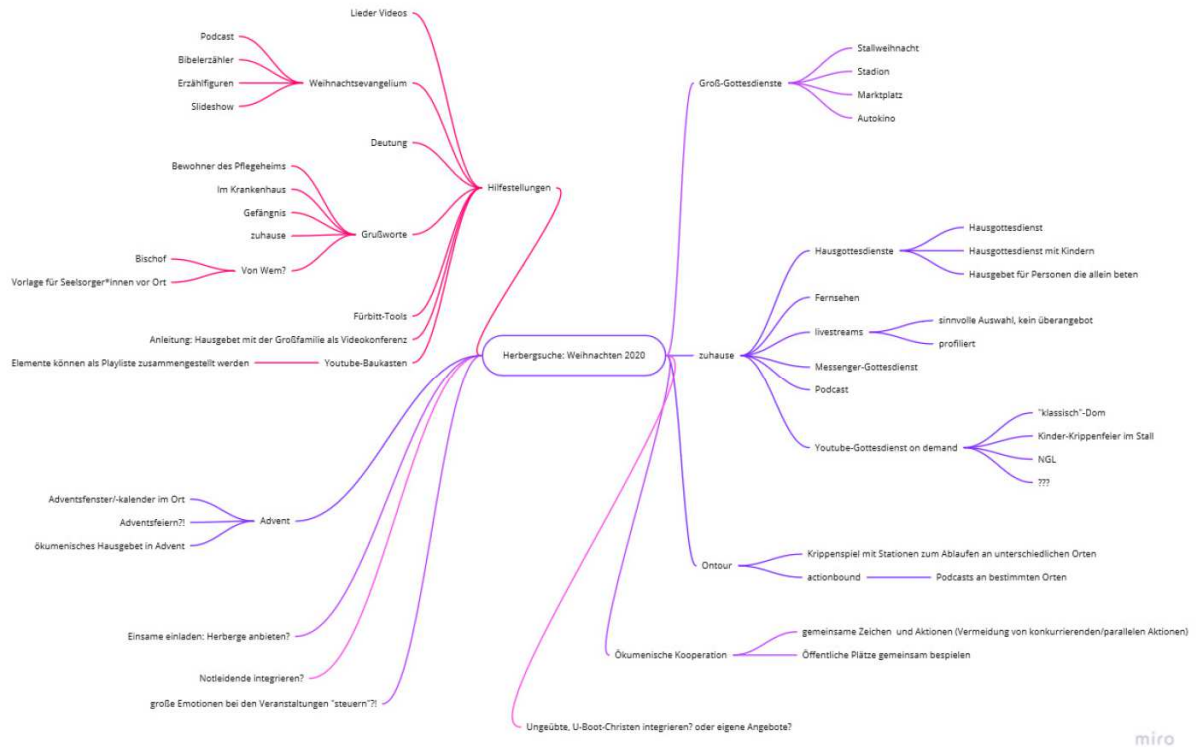 Herbergsuche: Weihnachten 2020
Hilfestellungen
Lieder Videos
Weihnachtsevangelium
Podcast
Bibelerzähler
Erzählfiguren
Slideshow
Deutung
Grußworte
Bewohner des Pflegeheims
Im Krankenhaus
Gefängnis
zuhause
Von Wem?
Bischof
Vorlage für Seelsorger*innen vor Ort
Fürbitt-Tools
Anleitung: Hausgebet mit der Großfamilie als Videokonferenz
Youtube-Baukasten
Elemente können als Playliste zusammengestellt werden
Advent
Adventsfenster/-kalender im Ort
Adventsfeiern?!
ökumenisches Hausgebet in Advent
Einsame einladen: Herberge anbieten?
Notleidende integrieren?
große Emotionen bei den Veranstaltungen "steuern"?!
Groß-Gottesdienste
Stallweihnacht
Stadion
Marktplatz
Autokino
zuhause
Hausgottesdienste
Hausgottesdienst
Hausgottesdienst mit Kindern
Hausgebet für Personen die allein beten
Fernsehen
livestreams
sinnvolle Auswahl, kein überangebot
profiliert
Messenger-Gottesdienst
Podcast
Youtube-Gottesdienst on demand
"klassisch"-Dom
Kinder-Krippenfeier im Stall
NGL
???
Ontour
Krippenspiel mit Stationen zum Ablaufen an unterschiedlichen Orten
actionbound
Podcasts an bestimmten Orten
Ökumenische Kooperation
gemeinsame Zeichen und Aktionen (Vermeidung von konkurrierenden/parallelen Aktionen)
Öffentliche Plätze gemeinsam bespielen
Ungeübte, U-Boot-Christen integrieren? oder eigene Angebote?
miro